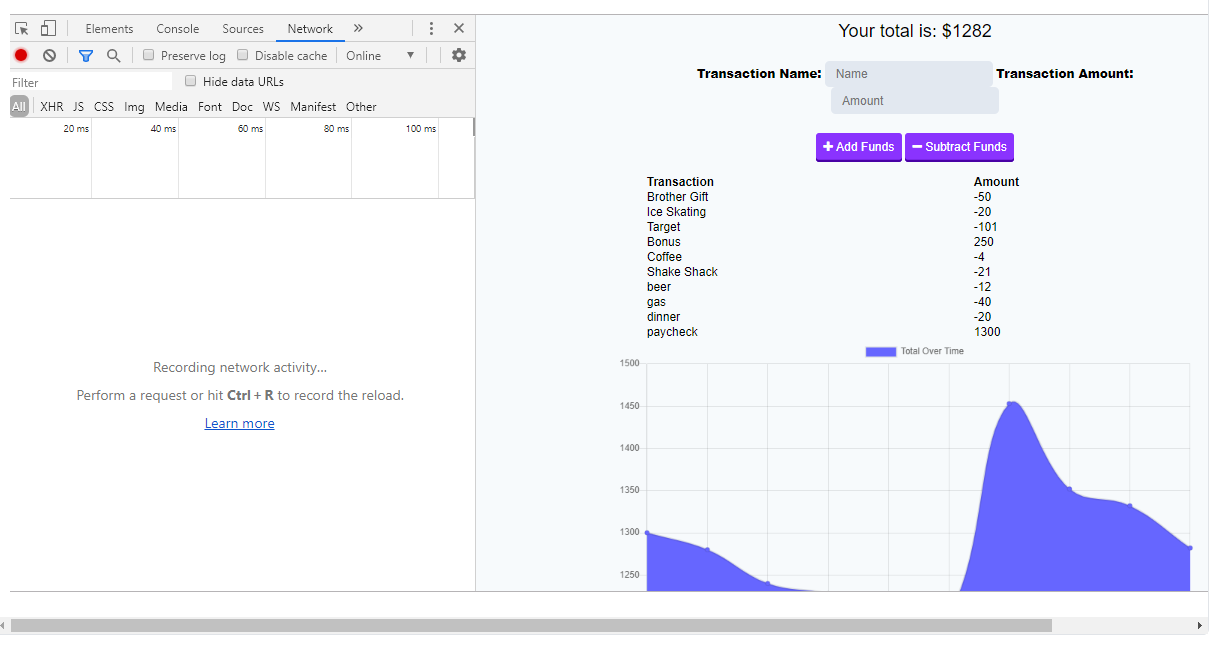 Elements Console Sources Network »
Preserve log Disable cache Online
Filter Hide data URLs
All XHR JS CSS Img Media Font Doc WS Manifest Other
20 ms 40 ms 60 ms 80 ms 100 ms
Recording network activity...
Perform a request or hit Ctrl + R to record the reload.
Learn more
Your total is: $1282
Transaction Name: Name Transaction Amount:
Amount
Add Funds Subtract Funds
Transaction Amount
Brother Gift -50
Ice Skating -20
Target -101
Bonus 250
Coffee -4
Shake Shack -21
beer -12
gas -40
dinner -20
paycheck 1300
Total Over Time
1500
1450
1400
1350
1300
1250